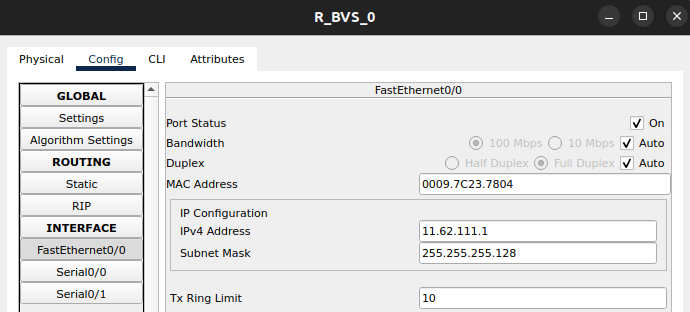 R_BVS_0
Physical Config CLI Attributes
GLOBAL
Settings
Algorithm Settings
ROUTING
Static
RIP
INTERFACE
FastEthernet0/0
Serial0/0
Serial0/1
FastEthernet0/0
Port Status On
Bandwidth 100 Mbps 10 Mbps Auto
Duplex Half Duplex Full Duplex Auto
MAC Address 0009.7C23.7804
IP Configuration
IPv4 Address 11.62.111.1
Subnet Mask 255.255.255.128
Tx Ring Limit 10